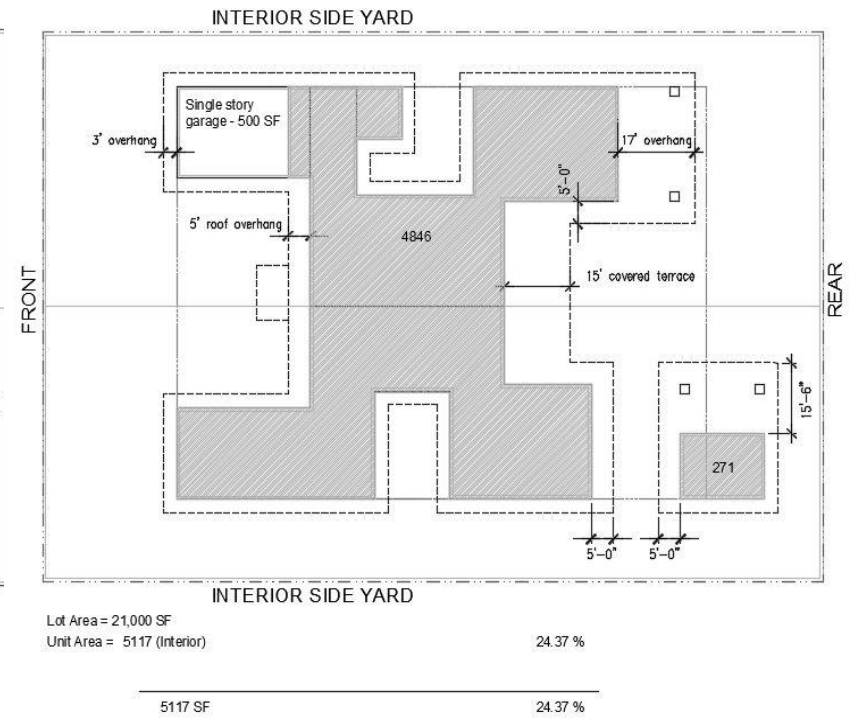 INTERIOR SIDE YARD
Single story
garage - 500 SF
3' overhang
17' overhang
5'-0"
5' roof overhang
4846
15' covered terrace
FRONT
REAR
15'-6"
271
5'-0"
5'-0"
INTERIOR SIDE YARD
Lot Area = 21,000 SF
Unit Area = 5117 (Interior) 24.37 %
5117 SF 24.37 %